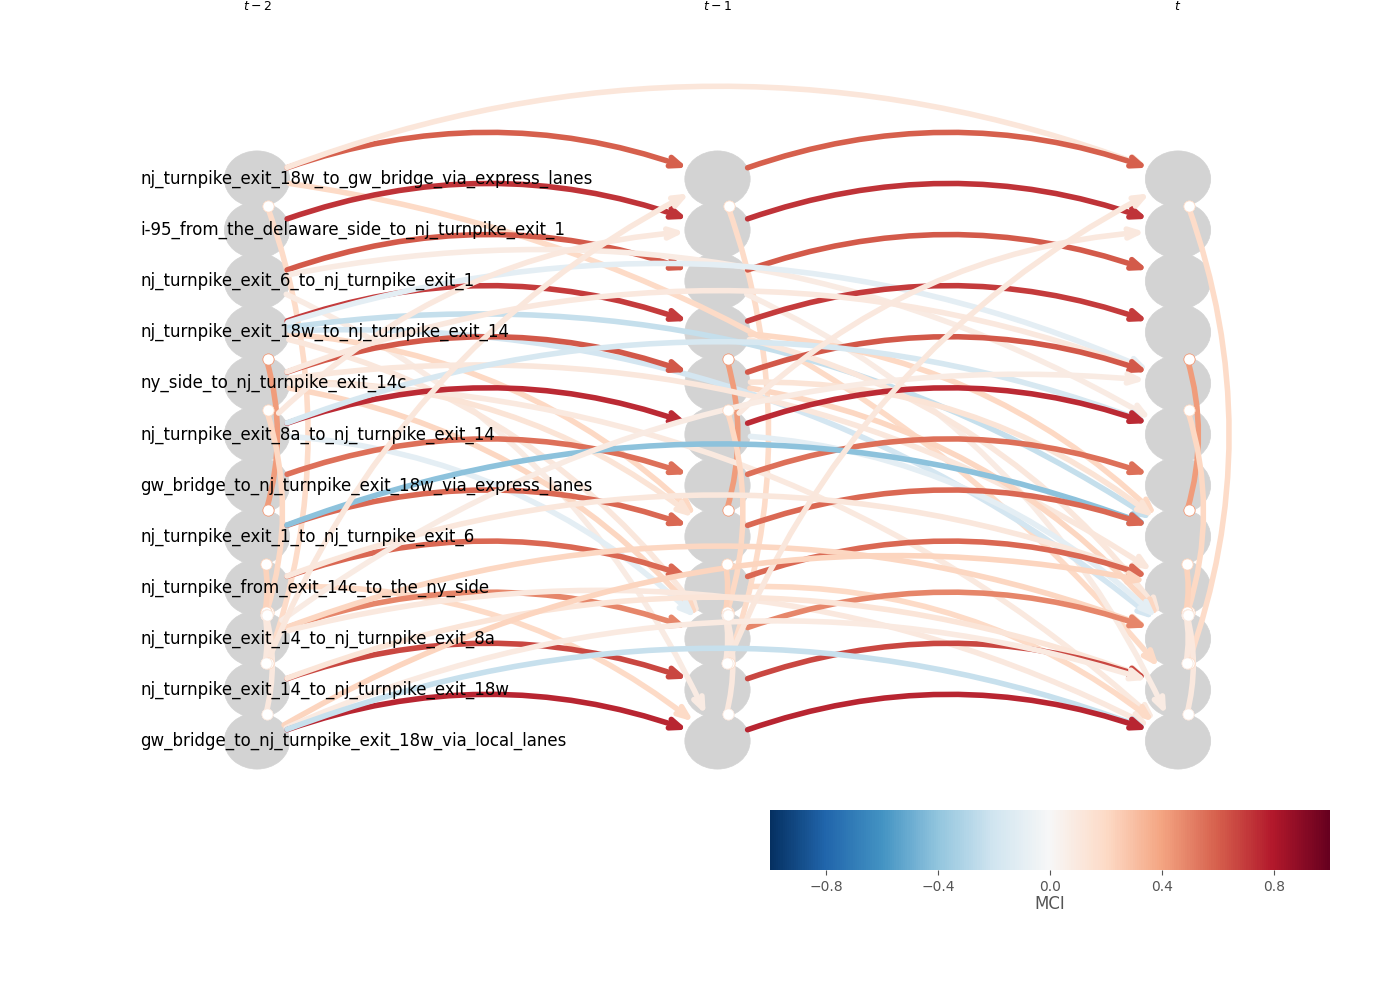 t − 2 t − 1 t
nj_turnpike_exit_18w_to_gw_bridge_via_express_lanes
i-95_from_the_delaware_side_to_nj_turnpike_exit_1
nj_turnpike_exit_6_to_nj_turnpike_exit_1
nj_turnpike_exit_18w_to_nj_turnpike_exit_14
ny_side_to_nj_turnpike_exit_14c
nj_turnpike_exit_8a_to_nj_turnpike_exit_14
gw_bridge_to_nj_turnpike_exit_18w_via_express_lanes
nj_turnpike_exit_1_to_nj_turnpike_exit_6
nj_turnpike_from_exit_14c_to_the_ny_side
nj_turnpike_exit_14_to_nj_turnpike_exit_8a
nj_turnpike_exit_14_to_nj_turnpike_exit_18w
gw_bridge_to_nj_turnpike_exit_18w_via_local_lanes
−0.8 −0.4 0.0 0.4 0.8
MCI